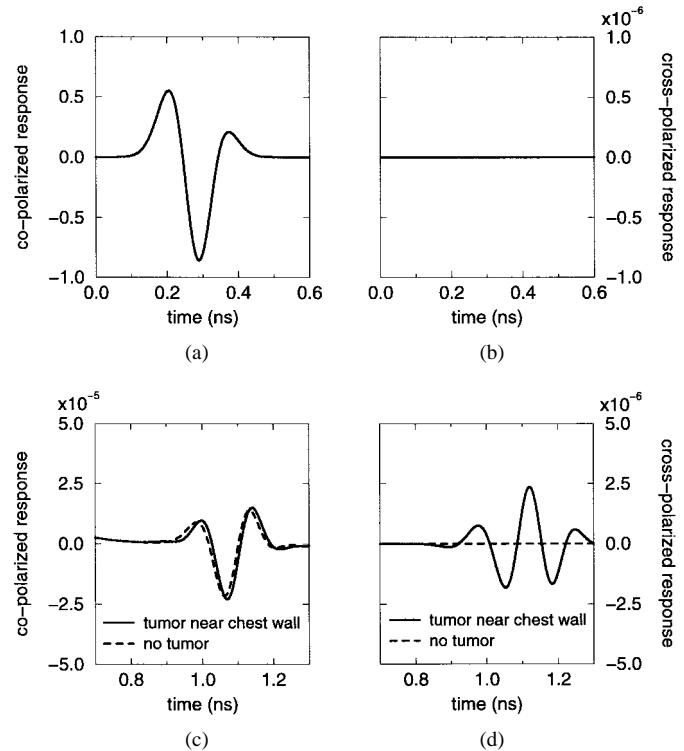 x10⁻⁶
1.0
0.5
0.0
−0.5
−1.0
co−polarized response
0.0 0.2 0.4 0.6
time (ns)
(a)
1.0
0.5
0.0
−0.5
−1.0
cross−polarized response
0.0 0.2 0.4 0.6
time (ns)
(b)
x10⁻⁵
5.0
2.5
0.0
−2.5
−5.0
co−polarized response
tumor near chest wall
no tumor
0.8 1.0 1.2
time (ns)
(c)
x10⁻⁶
5.0
2.5
0.0
−2.5
−5.0
cross−polarized response
tumor near chest wall
no tumor
0.8 1.0 1.2
time (ns)
(d)